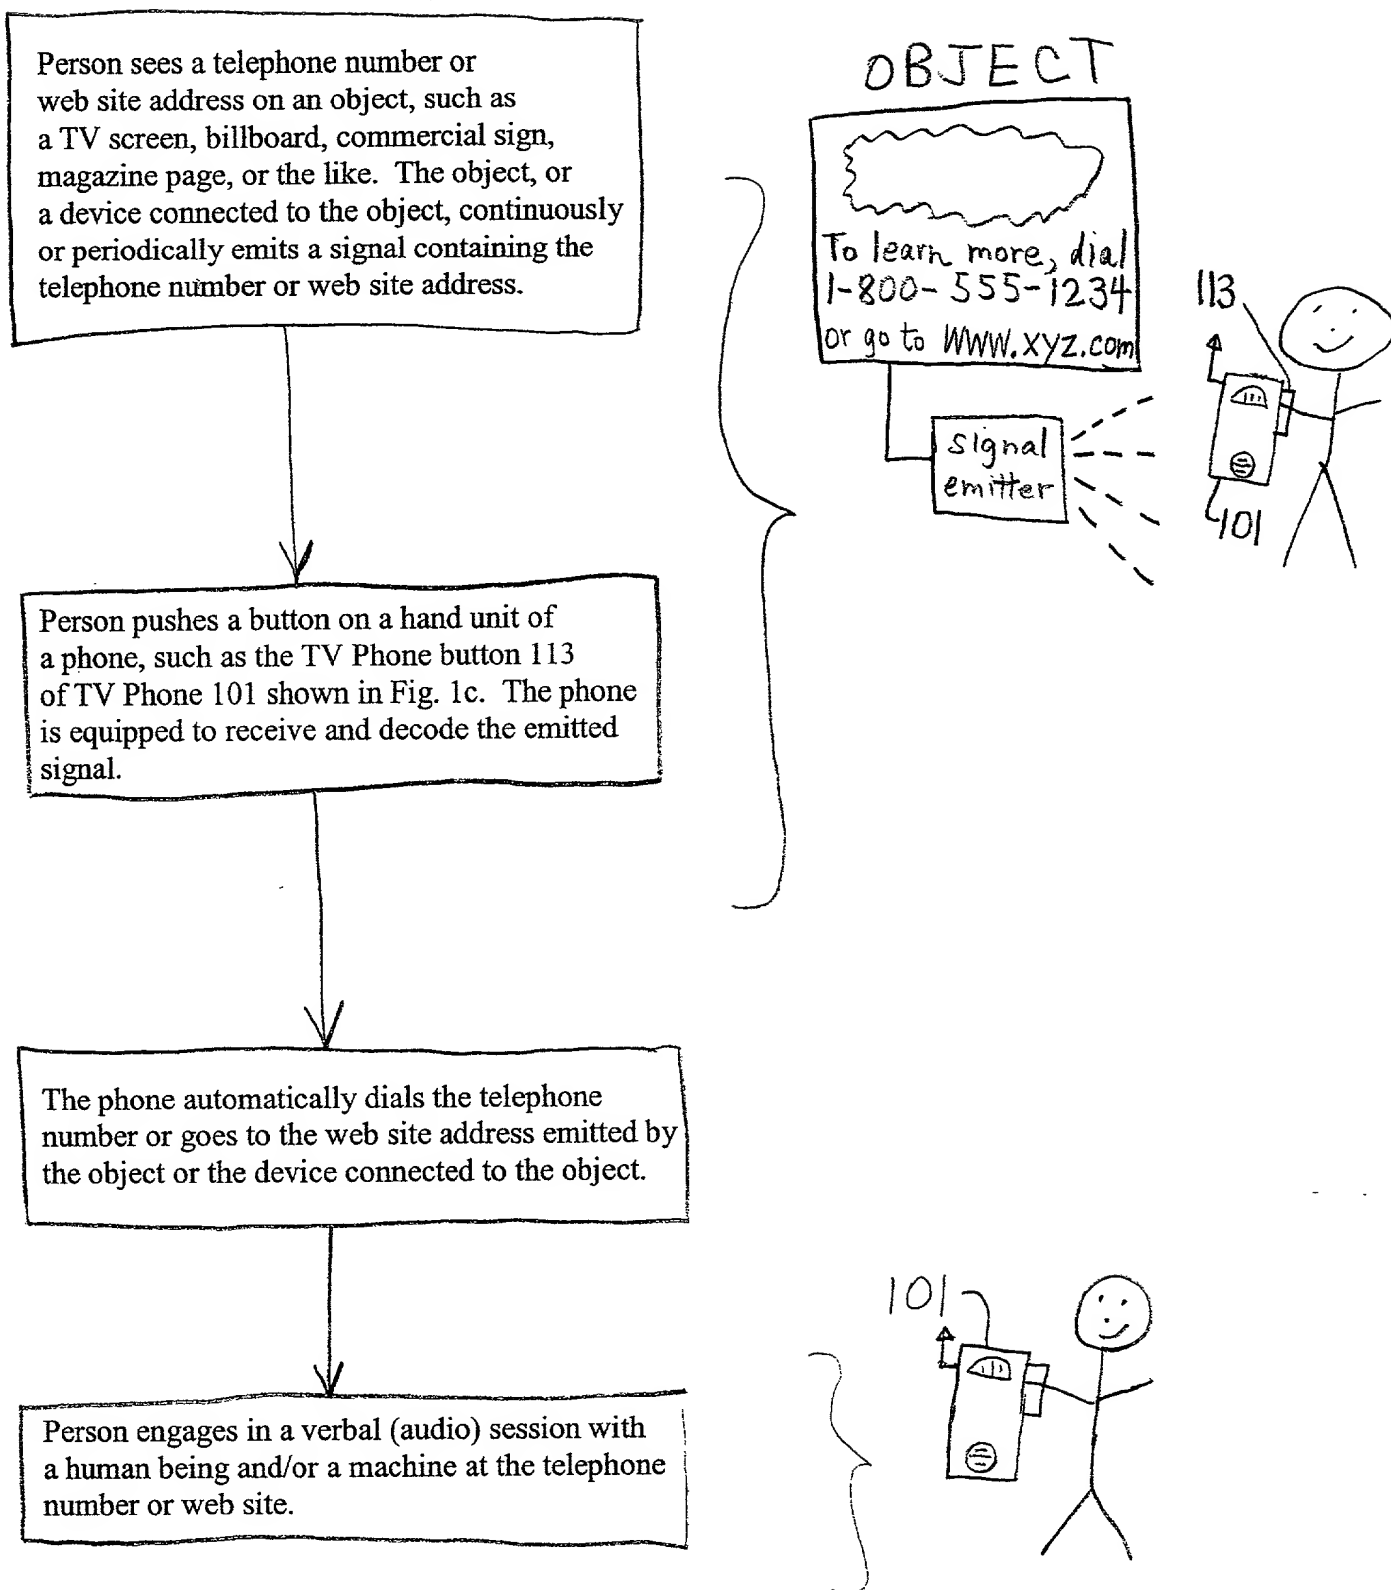 Person sees a telephone number or
web site address on an object, such as
a TV screen, billboard, commercial sign,
magazine page, or the like. The object, or
a device connected to the object, continuously
or periodically emits a signal containing the
telephone number or web site address.
OBJECT
To learn more, dial
1-800-555-1234
or go to WWW.XYZ.com
signal
emitter
113
101
Person pushes a button on a hand unit of
a phone, such as the TV Phone button 113
of TV Phone 101 shown in Fig. 1c. The phone
is equipped to receive and decode the emitted
signal.
The phone automatically dials the telephone
number or goes to the web site address emitted by
the object or the device connected to the object.
101
Person engages in a verbal (audio) session with
a human being and/or a machine at the telephone
number or web site.